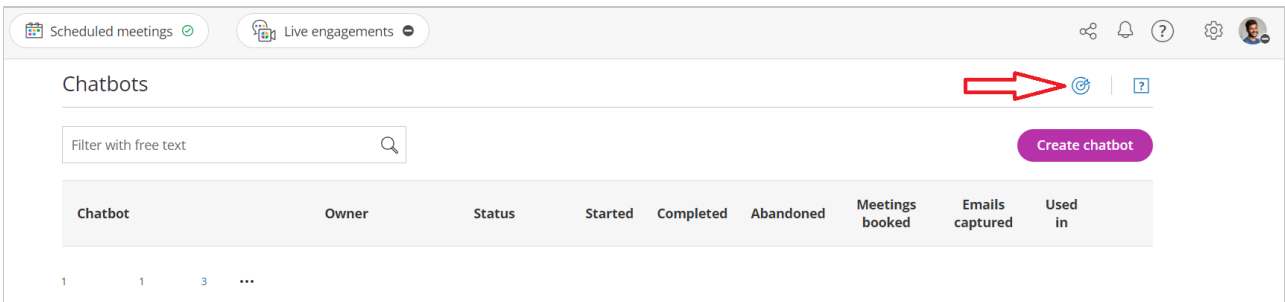 Scheduled meetings
Live engagements
?
Chatbots
?
Filter with free text
Create chatbot
Chatbot Owner Status Started Completed Abandoned Meetings booked Emails captured Used in
1 1 3 •••